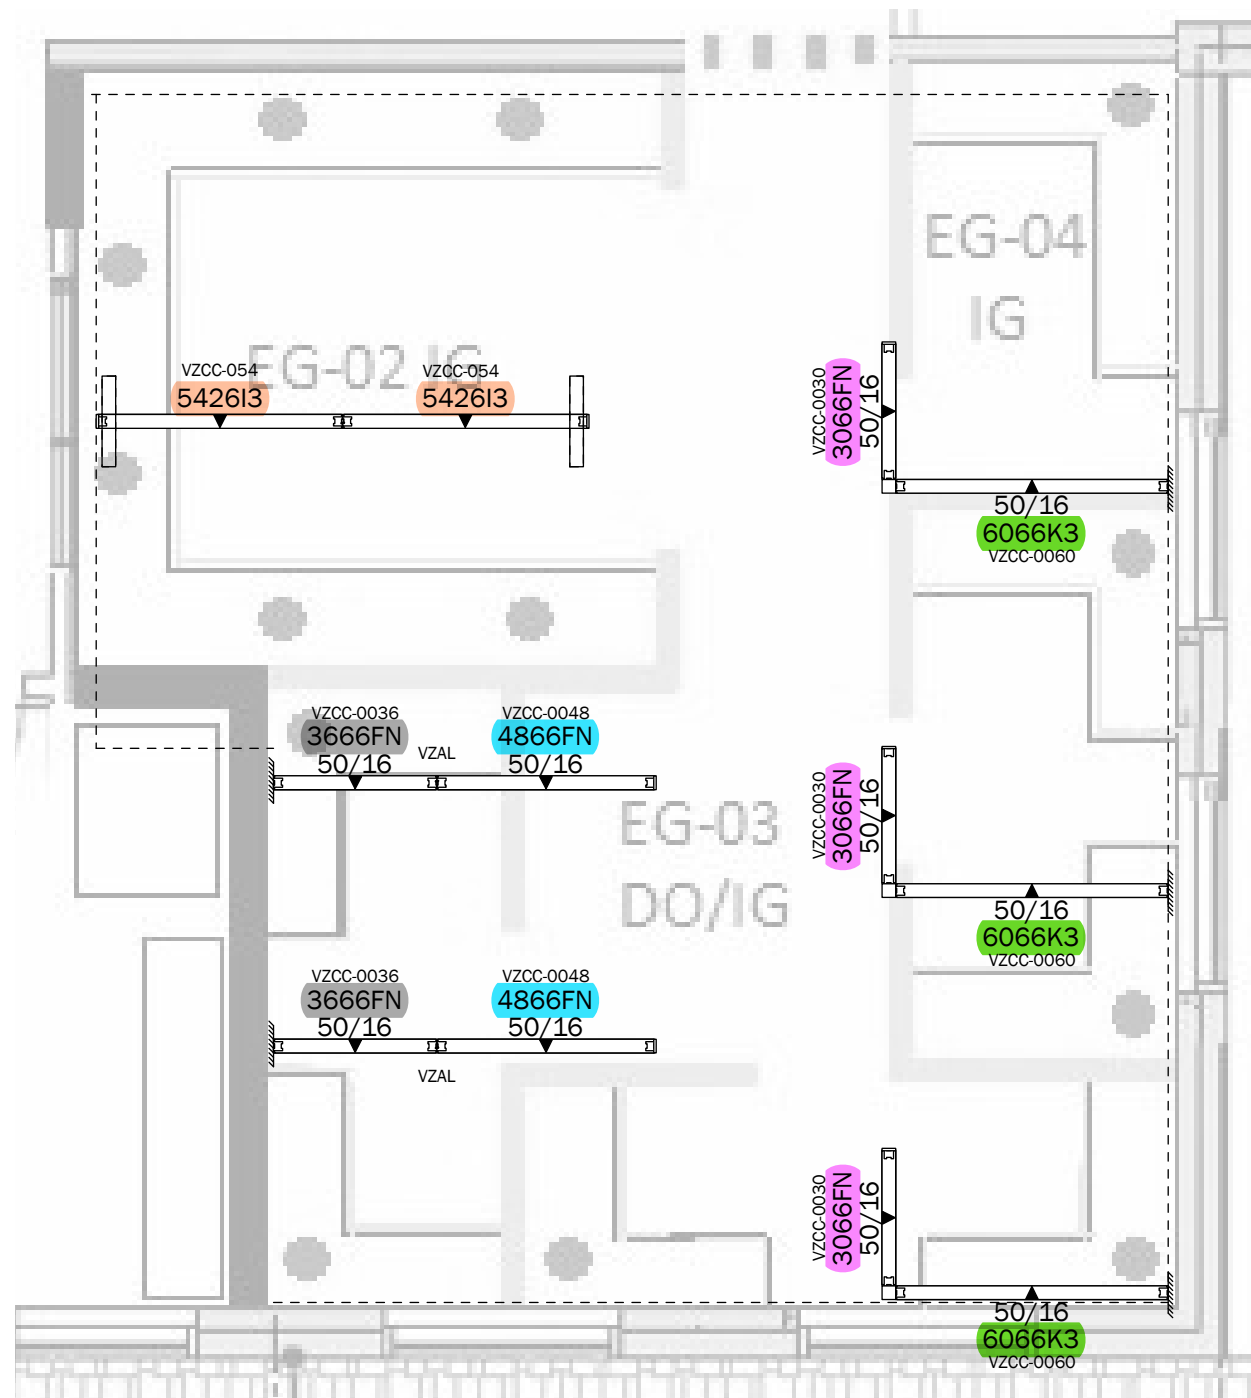 EG-04
IG
EG-02 IG
VZCC-054
5426I3
VZCC-054
5426I3
VZCC-0030
3066FN
50/16
50/16
6066K3
VZCC-0060
VZCC-0036
3666FN
50/16
VZAL
VZCC-0048
4866FN
50/16
EG-03
DO/IG
VZCC-0030
3066FN
50/16
50/16
6066K3
VZCC-0060
VZCC-0036
3666FN
50/16
VZAL
VZCC-0048
4866FN
50/16
VZCC-0030
3066FN
50/16
50/16
6066K3
VZCC-0060